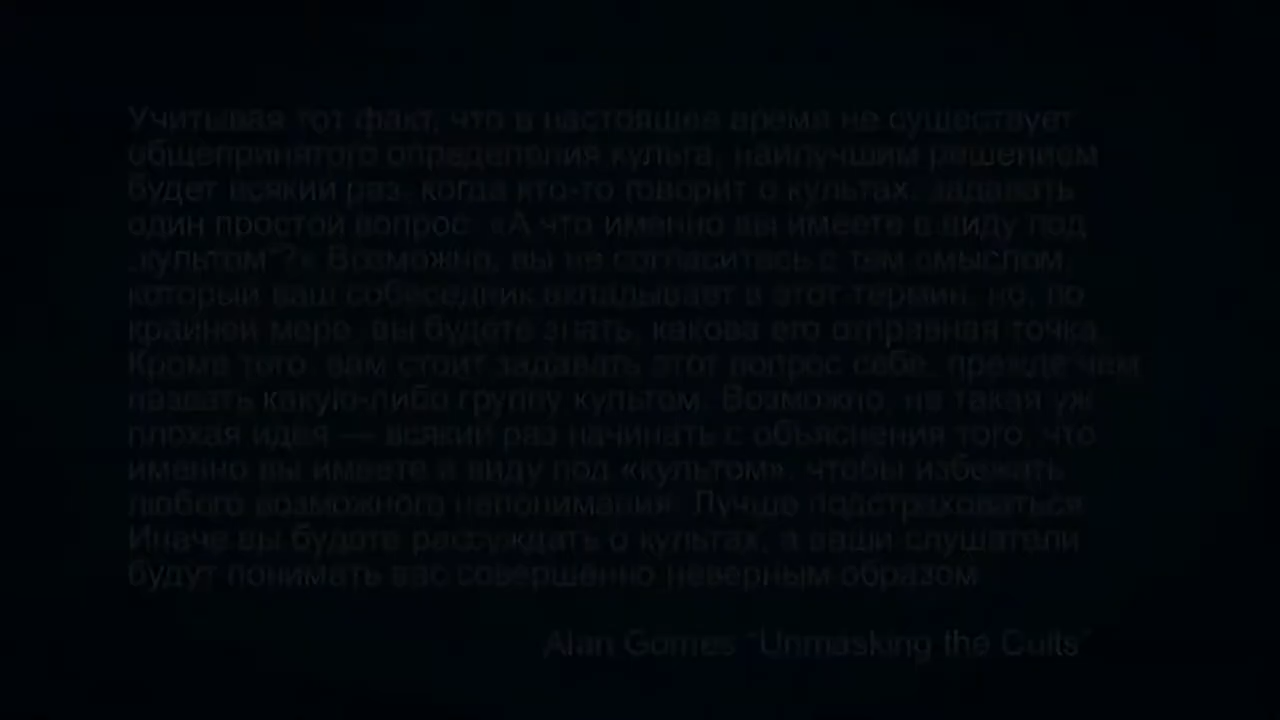 Учитывая тот факт, что в настоящее время не существует
общепринятого определения культа, наилучшим решением
будет всякий раз, когда кто-то говорит о культах, задавать
один простой вопрос: «А что именно вы имеете в виду под
„культом“?» Возможно, вы не согласитесь с тем смыслом,
который ваш собеседник вкладывает в этот термин, но, по
крайней мере, вы будете знать, какова его отправная точка.
Кроме того, вам стоит задавать этот вопрос себе, прежде чем
назвать какую-либо группу культом. Возможно, не такая уж
плохая идея — всякий раз начинать с объяснения того, что
именно вы имеете в виду под «культом», чтобы избежать
любого возможного непонимания. Лучше подстраховаться.
Иначе вы будете рассуждать о культах, а ваши слушатели
будут понимать вас совершенно неверным образом.
Alan Gomes "Unmasking the Cults"